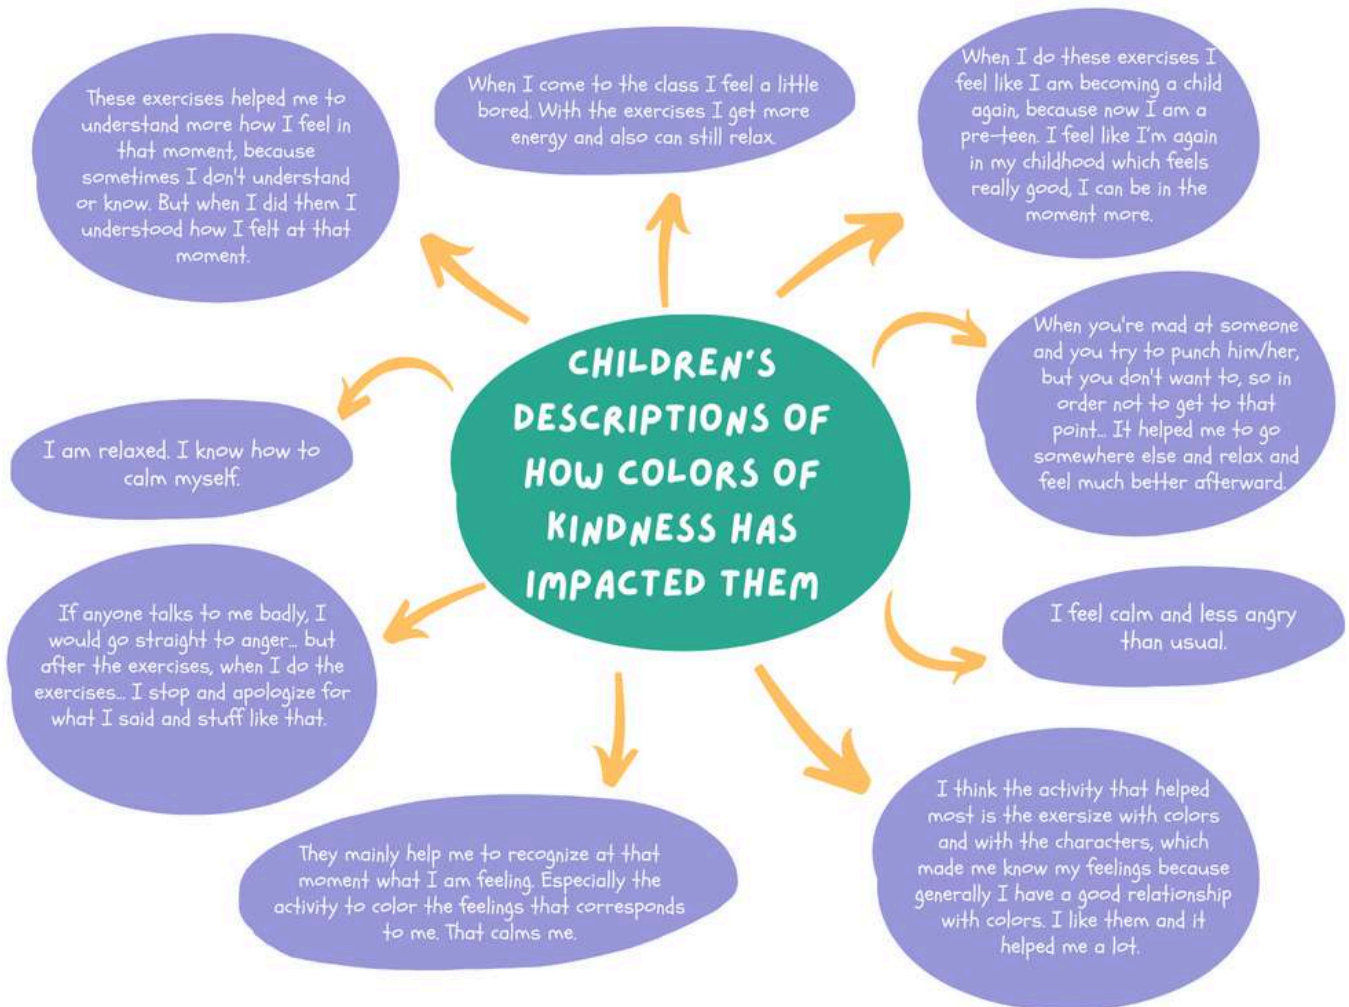 These exercises helped me to
understand more how I feel in
that moment, because
sometimes I don't understand
or know. But when I did them I
understood how I felt at that
moment.
When I come to the class I feel a little
bored. With the exercises I get more
energy and also can still relax.
When I do these exercises I
feel like I am becoming a child
again, because now I am a
pre-teen. I feel like I'm again
in my childhood which feels
really good, I can be in the
moment more.
CHILDREN'S
DESCRIPTIONS OF
HOW COLORS OF
KINDNESS HAS
IMPACTED THEM
When you're mad at someone
and you try to punch him/her,
but you don't want to, so in
order not to get to that
point... It helped me to go
somewhere else and relax and
feel much better afterward.
I am relaxed. I know how to
calm myself.
I feel calm and less angry
than usual.
If anyone talks to me badly, I
would go straight to anger... but
after the exercises, when I do the
exercises... I stop and apologize for
what I said and stuff like that.
They mainly help me to recognize at that
moment what I am feeling. Especially the
activity to color the feelings that corresponds
to me. That calms me.
I think the activity that helped
most is the exersize with colors
and with the characters, which
made me know my feelings because
generally I have a good relationship
with colors. I like them and it
helped me a lot.